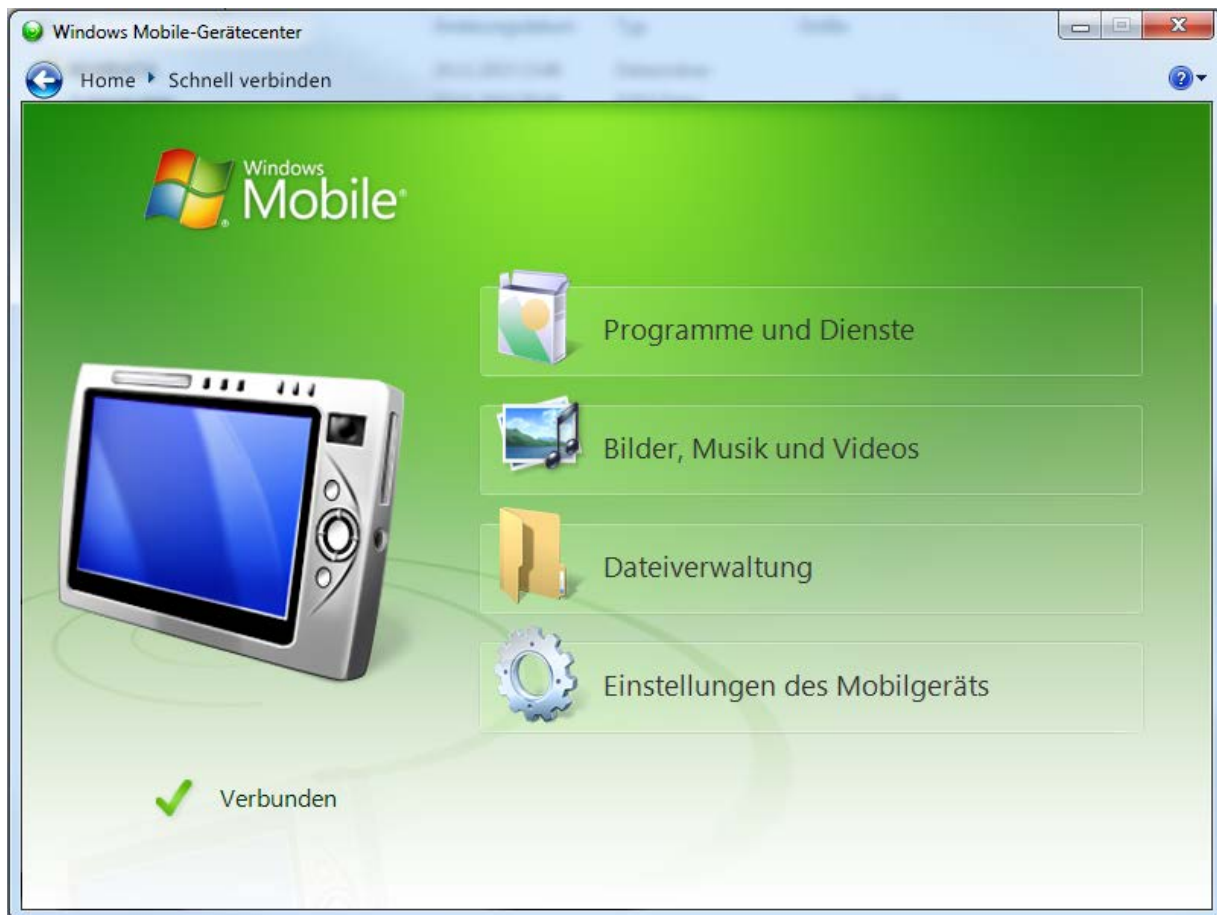 Windows Mobile-Gerätecenter
Home Schnell verbinden
Windows
Mobile®
Programme und Dienste
Bilder, Musik und Videos
Dateiverwaltung
Einstellungen des Mobilgeräts
Verbunden